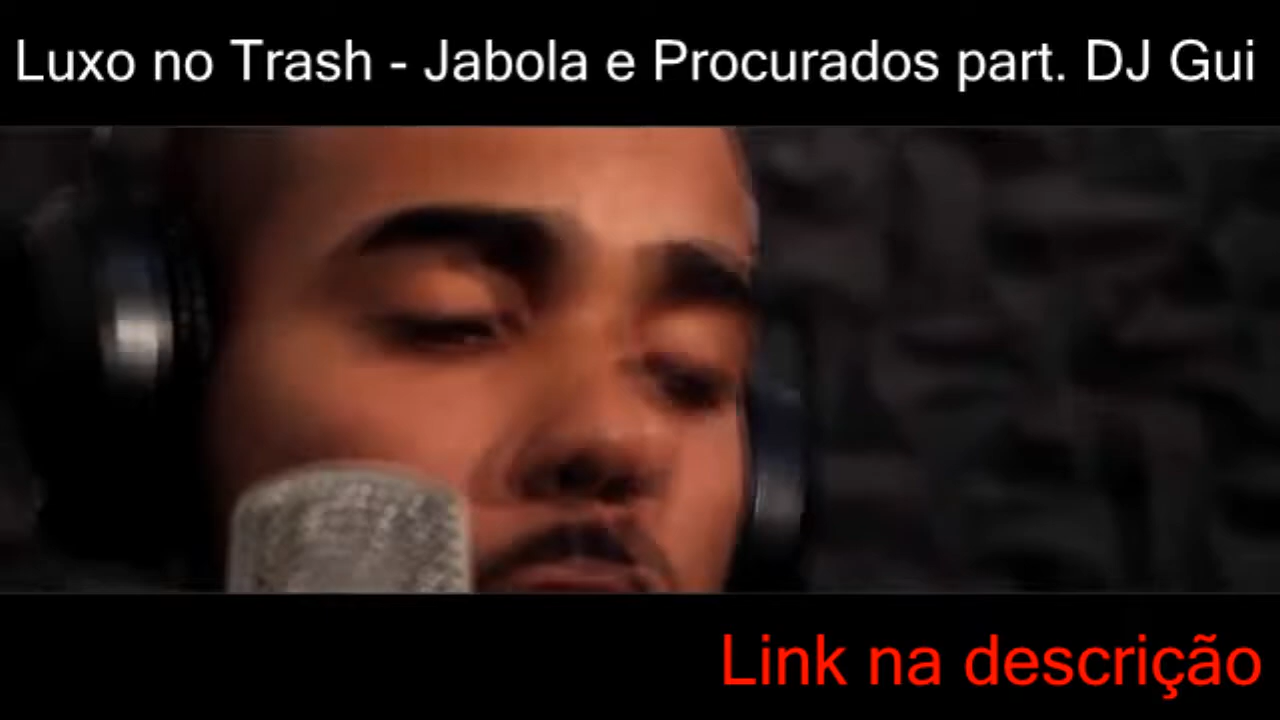 Luxo no Trash - Jabola e Procurados part. DJ Gui
Link na descrição